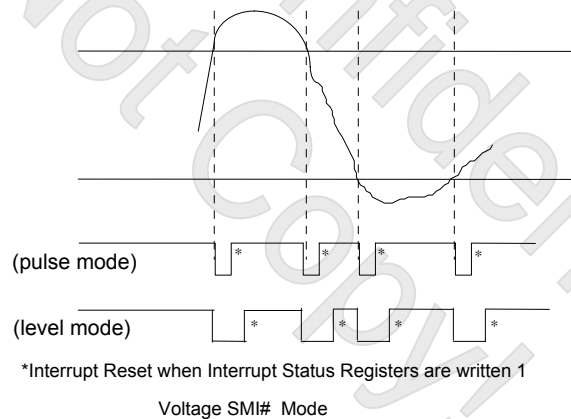 * * * *
(pulse mode)
* * * *
(level mode)
*Interrupt Reset when Interrupt Status Registers are written 1
Voltage SMI# Mode